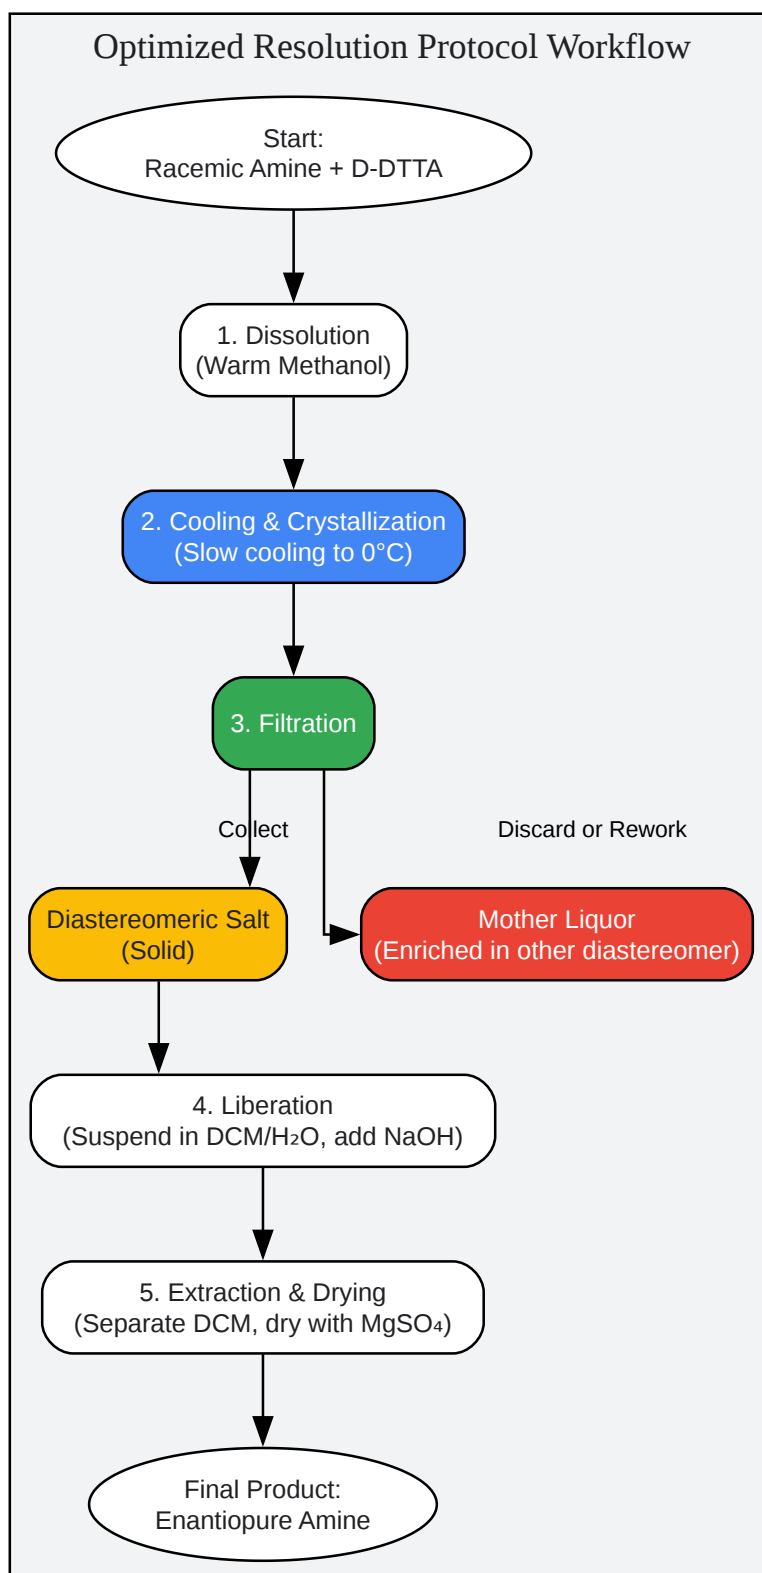 Optimized Resolution Protocol Workflow
Start:
Racemic Amine + D-DTTA
1. Dissolution
(Warm Methanol)
2. Cooling & Crystallization
(Slow cooling to 0°C)
3. Filtration
Collect
Discard or Rework
Diastereomeric Salt
(Solid)
Mother Liquor
(Enriched in other diastereomer)
4. Liberation
(Suspend in DCM/H₂O, add NaOH)
5. Extraction & Drying
(Separate DCM, dry with MgSO₄)
Final Product:
Enantiopure Amine